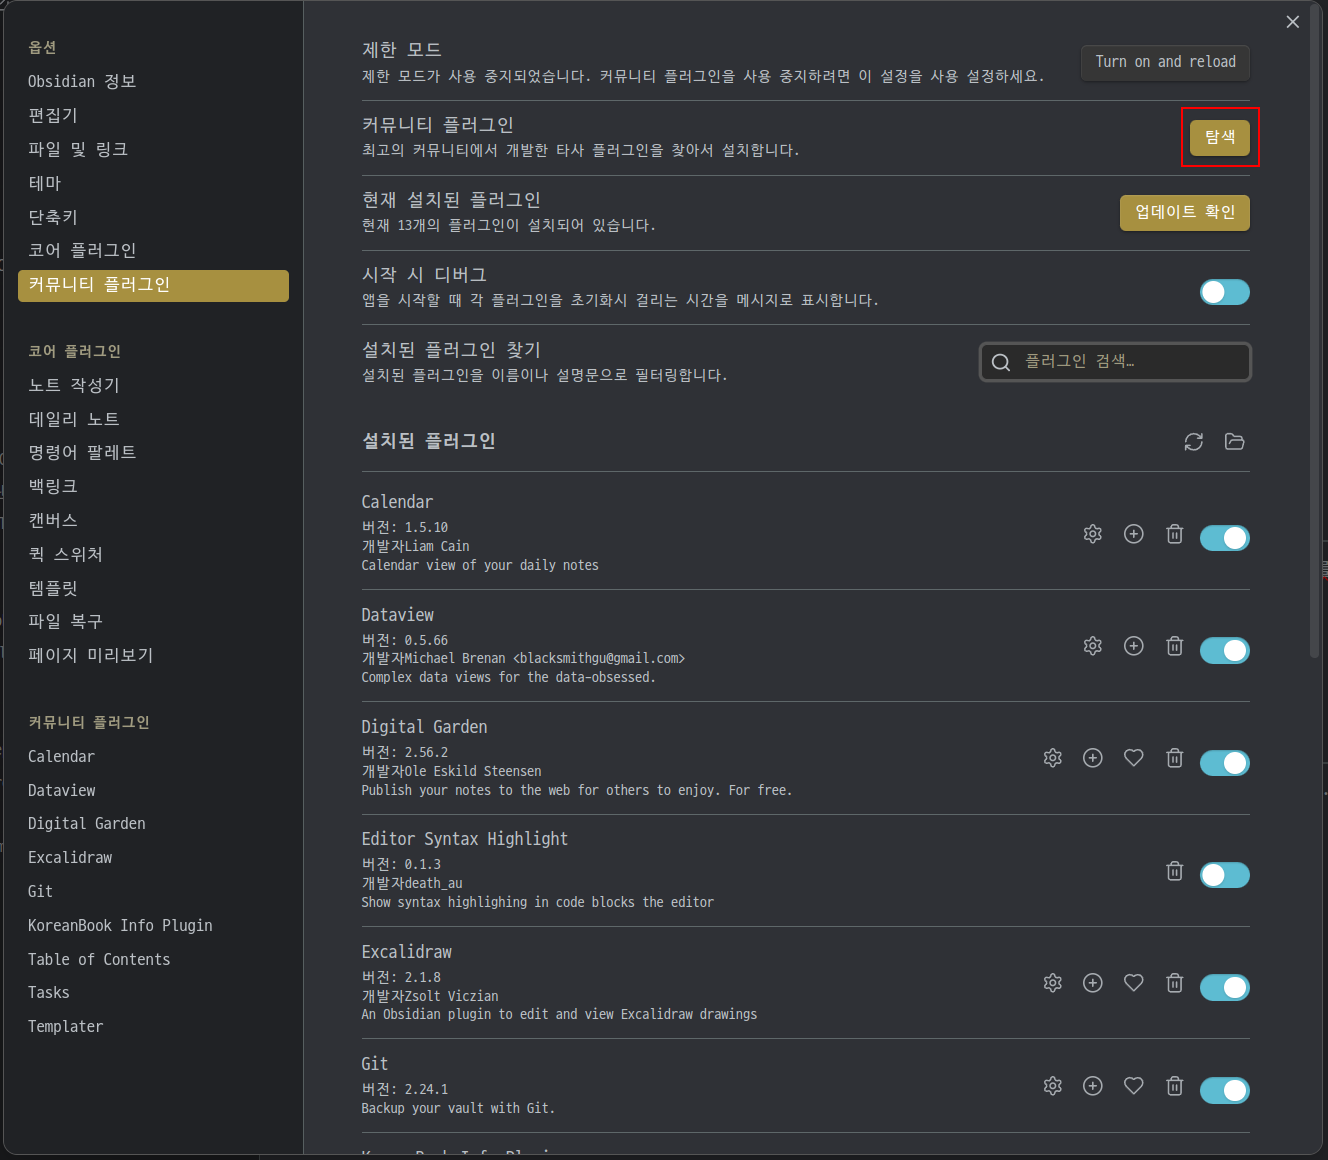 옵션
Obsidian 정보
편집기
파일 및 링크
테마
단축키
코어 플러그인
커뮤니티 플러그인
코어 플러그인
노트 작성기
데일리 노트
명령어 팔레트
백링크
캔버스
퀵 스위처
템플릿
파일 복구
페이지 미리보기
커뮤니티 플러그인
Calendar
Dataview
Digital Garden
Excalidraw
Git
KoreanBook Info Plugin
Table of Contents
Tasks
Templater
제한 모드
제한 모드가 사용 중지되었습니다. 커뮤니티 플러그인을 사용 중지하려면 이 설정을 사용 설정하세요.
Turn on and reload
커뮤니티 플러그인
최고의 커뮤니티에서 개발한 타사 플러그인을 찾아서 설치합니다.
탐색
현재 설치된 플러그인
현재 13개의 플러그인이 설치되어 있습니다.
업데이트 확인
시작 시 디버그
앱을 시작할 때 각 플러그인을 초기화시 걸리는 시간을 메시지로 표시합니다.
설치된 플러그인 찾기
설치된 플러그인을 이름이나 설명문으로 필터링합니다.
플러그인 검색…
설치된 플러그인
Calendar
버전: 1.5.10
개발자Liam Cain
Calendar view of your daily notes
Dataview
버전: 0.5.66
개발자Michael Brenan <blacksmithgu@gmail.com>
Complex data views for the data-obsessed.
Digital Garden
버전: 2.56.2
개발자Ole Eskild Steensen
Publish your notes to the web for others to enjoy. For free.
Editor Syntax Highlight
버전: 0.1.3
개발자death_au
Show syntax highlighing in code blocks the editor
Excalidraw
버전: 2.1.8
개발자Zsolt Viczian
An Obsidian plugin to edit and view Excalidraw drawings
Git
버전: 2.24.1
Backup your vault with Git.